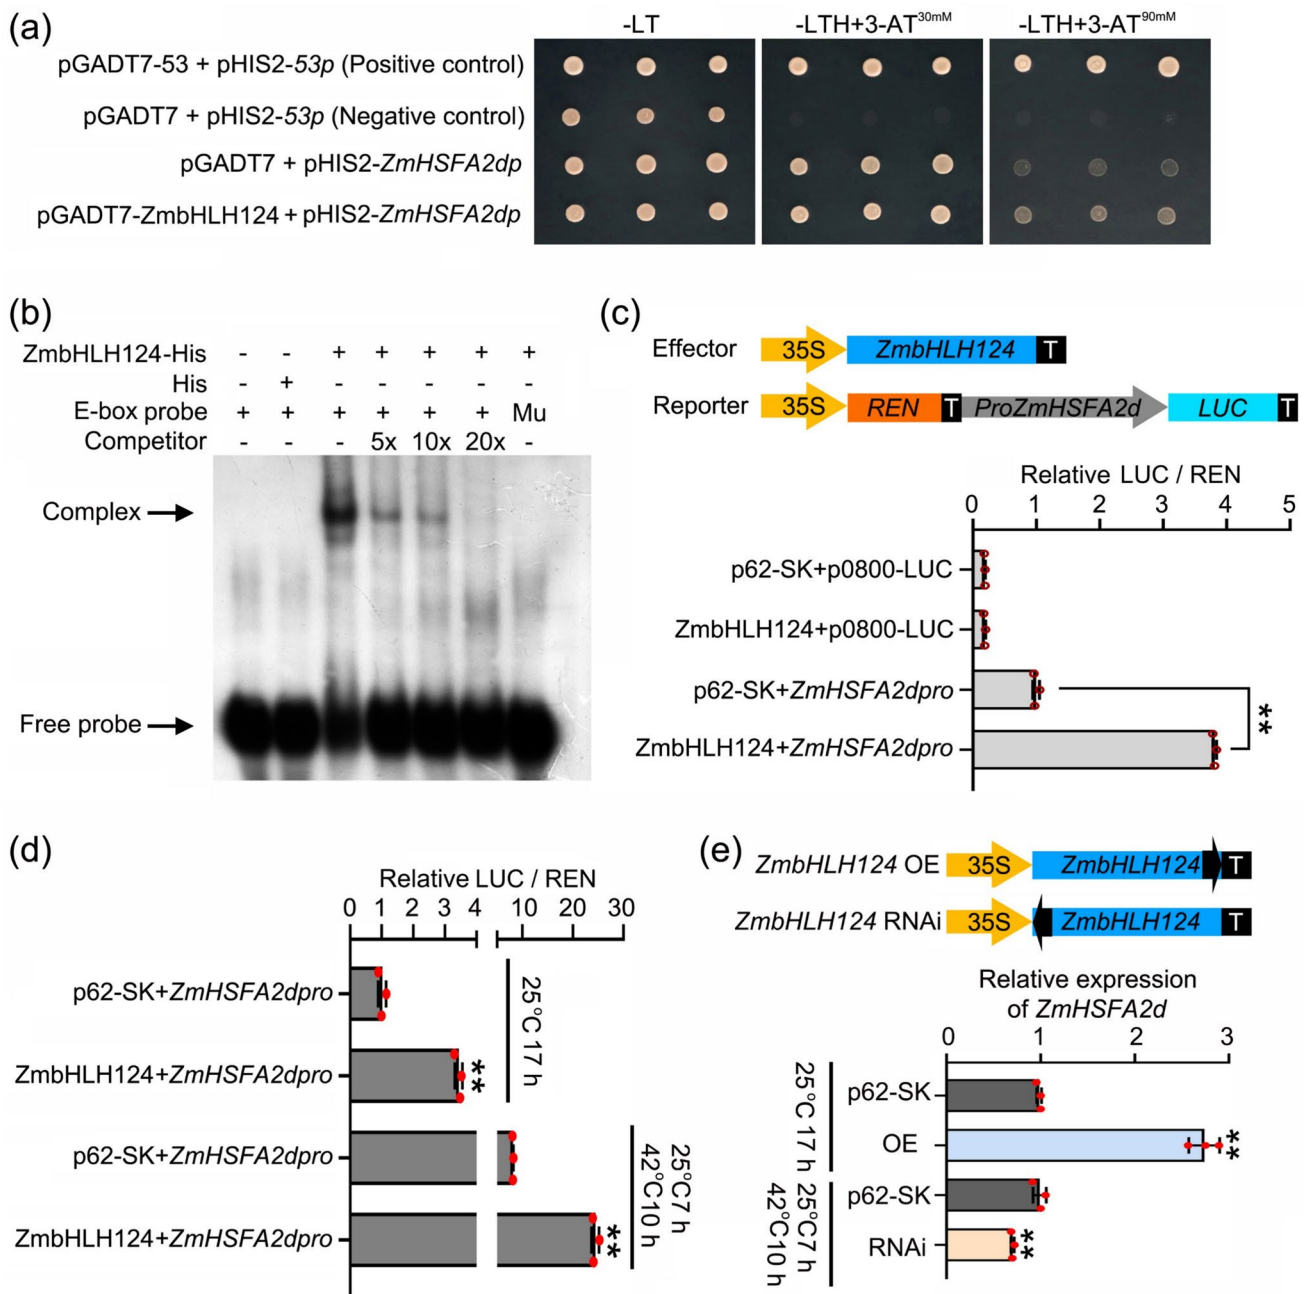 (a)
-LT -LTH+3-AT30mM -LTH+3-AT90mM
pGADT7-53 + pHIS2-53p (Positive control)
pGADT7 + pHIS2-53p (Negative control)
pGADT7 + pHIS2-ZmHSFA2dp
pGADT7-ZmbHLH124 + pHIS2-ZmHSFA2dp
(b)
ZmbHLH124-His - - + + + + +
His - + - - - - -
E-box probe + + + + + + Mu
Competitor - - - 5x 10x 20x -
Complex
Free probe
(c)
Effector 35S ZmbHLH124 T
Reporter 35S REN T ProZmHSFA2d LUC T
Relative LUC / REN
0 1 2 3 4 5
p62-SK+p0800-LUC
ZmbHLH124+p0800-LUC
p62-SK+ZmHSFA2dpro
ZmbHLH124+ZmHSFA2dpro
**
(d)
Relative LUC / REN
0 1 2 3 4 10 20 30
p62-SK+ZmHSFA2dpro
ZmbHLH124+ZmHSFA2dpro **
25°C 17 h
p62-SK+ZmHSFA2dpro
ZmbHLH124+ZmHSFA2dpro **
25°C7 h
42°C10 h
(e)
ZmbHLH124 OE 35S ZmbHLH124 T
ZmbHLH124 RNAi 35S ZmbHLH124 T
Relative expression
of ZmHSFA2d
0 1 2 3
25°C 17 h
p62-SK
OE **
25°C7 h
42°C10 h
p62-SK
RNAi **